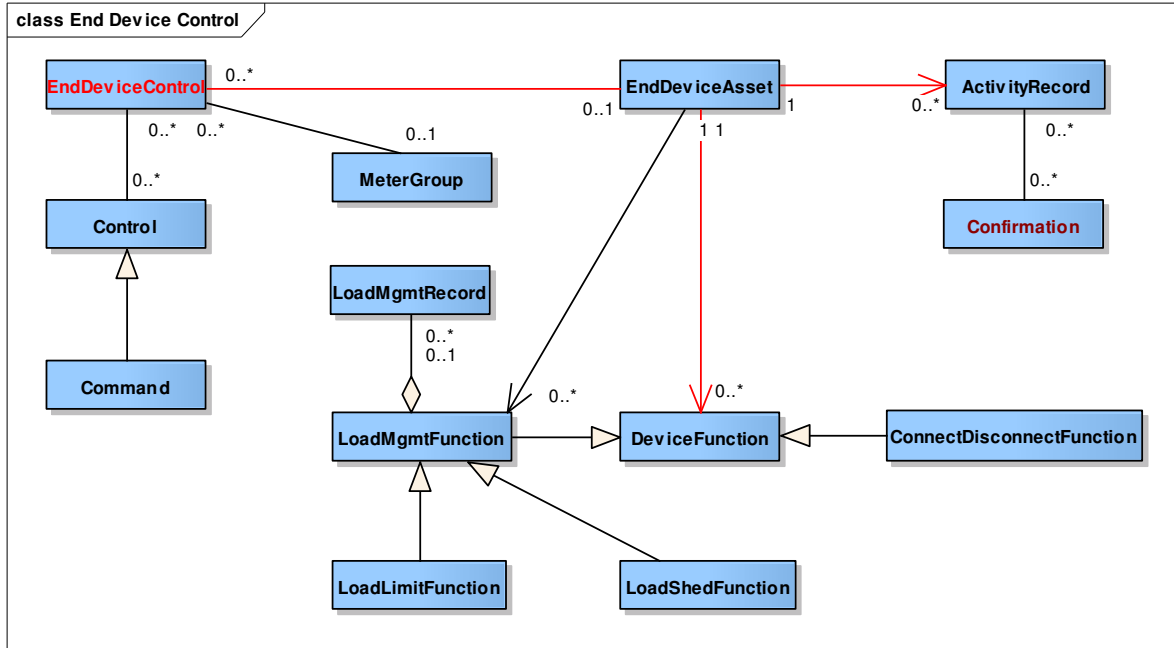 class End Device Control
EndDeviceControl
0..*
0..1
EndDeviceAsset
1
0..*
ActivityRecord
0..*
0..*
0..1
1 1
0..*
MeterGroup
0..*
0..*
Control
Confirmation
LoadMgmtRecord
0..*
0..1
Command
0..*
0..*
LoadMgmtFunction
DeviceFunction
ConnectDisconnectFunction
LoadLimitFunction
LoadShedFunction